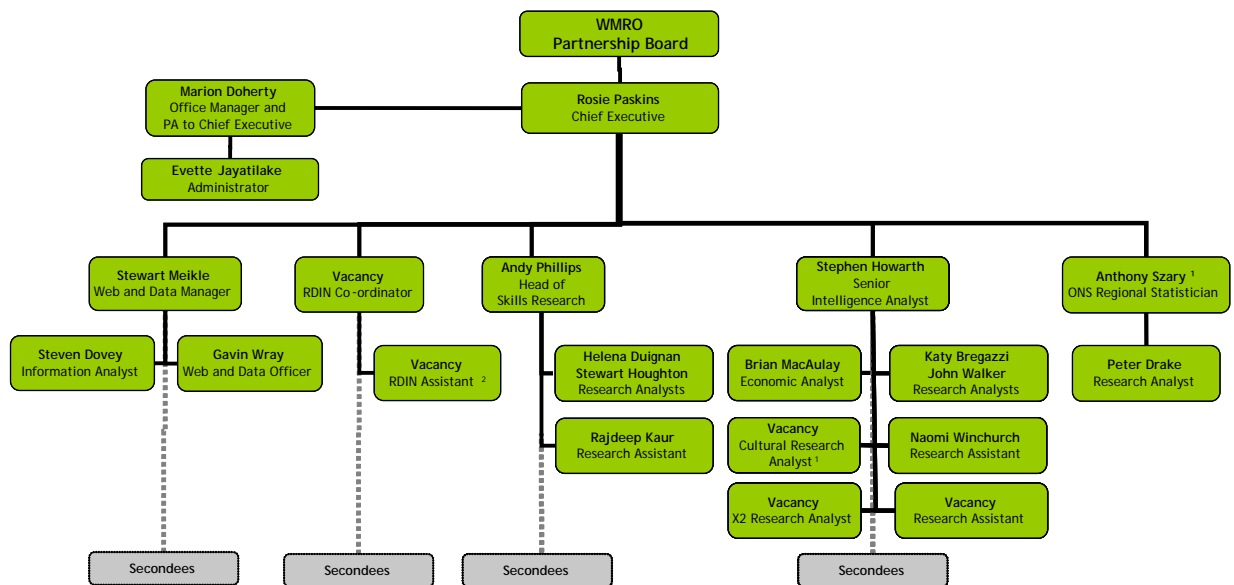 WMRO
Partnership Board
Marion Doherty
Office Manager and
PA to Chief Executive
Rosie Paskins
Chief Executive
Evette Jayatilake
Administrator
Stewart Meikle
Web and Data Manager
Vacancy
RDIN Co-ordinator
Andy Phillips
Head of
Skills Research
Stephen Howarth
Senior
Intelligence Analyst
Anthony Szary ¹
ONS Regional Statistician
Steven Dovey
Information Analyst
Gavin Wray
Web and Data Officer
Vacancy
RDIN Assistant ²
Helena Duignan
Stewart Houghton
Research Analysts
Brian MacAulay
Economic Analyst
Katy Bregazzi
John Walker
Research Analysts
Peter Drake
Research Analyst
Rajdeep Kaur
Research Assistant
Vacancy
Cultural Research
Analyst ¹
Naomi Winchurch
Research Assistant
Vacancy
X2 Research Analyst
Vacancy
Research Assistant
Secondees
Secondees
Secondees
Secondees